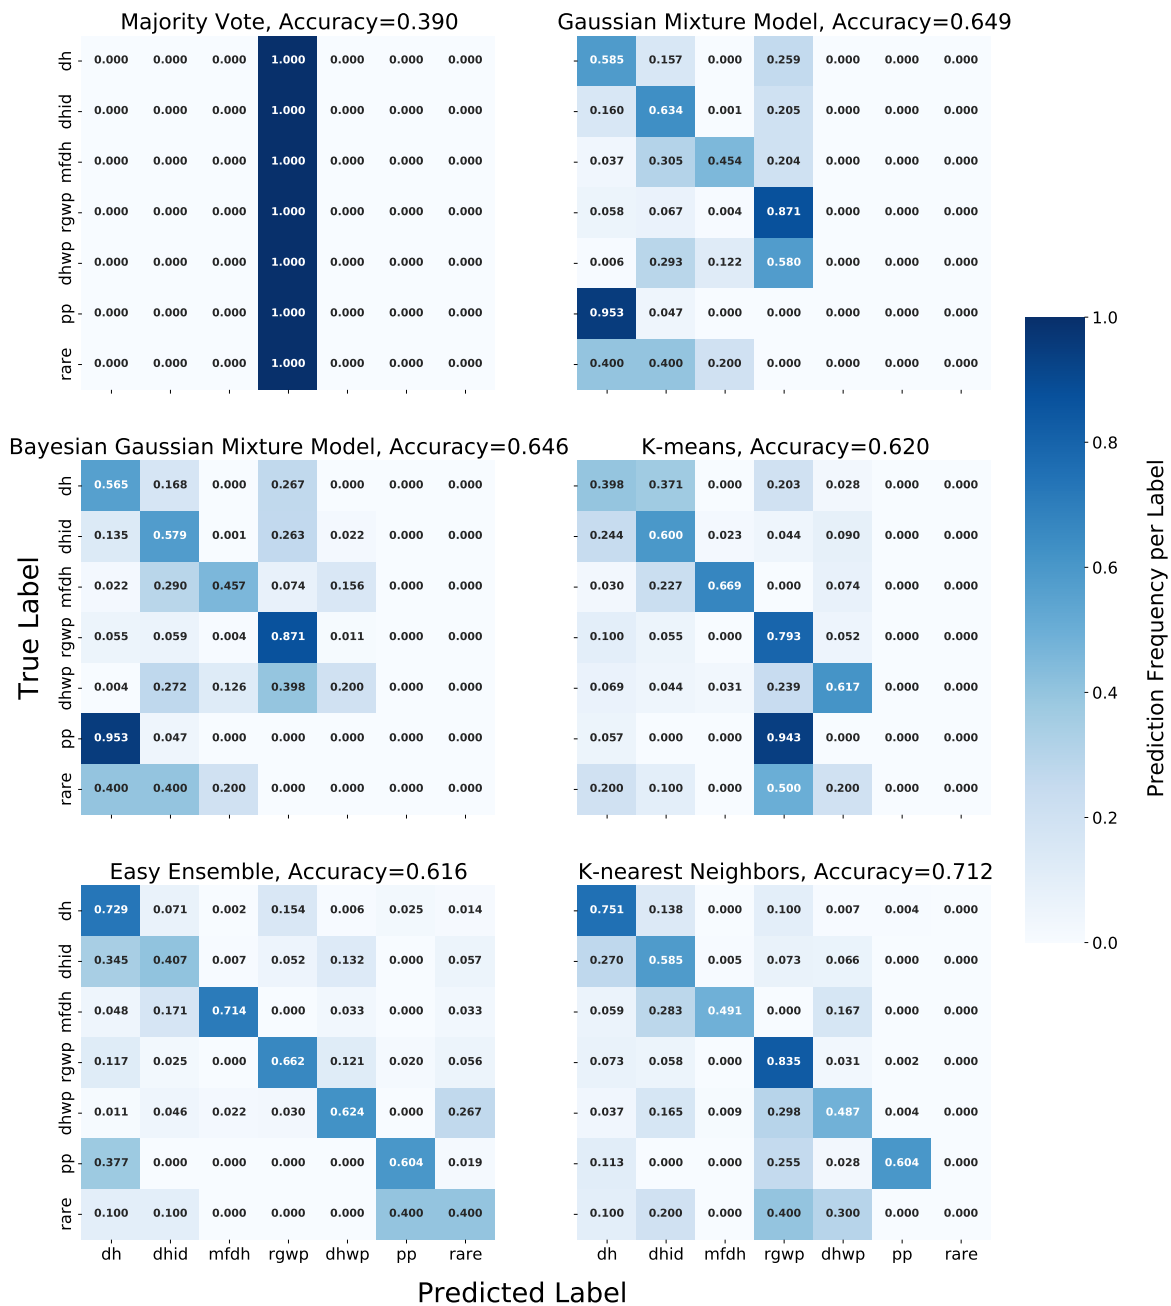 Majority Vote, Accuracy=0.390
dh 0.000 0.000 0.000 1.000 0.000 0.000 0.000
dhid 0.000 0.000 0.000 1.000 0.000 0.000 0.000
mfdh 0.000 0.000 0.000 1.000 0.000 0.000 0.000
rgwp 0.000 0.000 0.000 1.000 0.000 0.000 0.000
dhwp 0.000 0.000 0.000 1.000 0.000 0.000 0.000
pp 0.000 0.000 0.000 1.000 0.000 0.000 0.000
rare 0.000 0.000 0.000 1.000 0.000 0.000 0.000
Gaussian Mixture Model, Accuracy=0.649
0.585 0.157 0.000 0.259 0.000 0.000 0.000
0.160 0.634 0.001 0.205 0.000 0.000 0.000
0.037 0.305 0.454 0.204 0.000 0.000 0.000
0.058 0.067 0.004 0.871 0.000 0.000 0.000
0.006 0.293 0.122 0.580 0.000 0.000 0.000
0.953 0.047 0.000 0.000 0.000 0.000 0.000
0.400 0.400 0.200 0.000 0.000 0.000 0.000
Bayesian Gaussian Mixture Model, Accuracy=0.646
dh 0.565 0.168 0.000 0.267 0.000 0.000 0.000
dhid 0.135 0.579 0.001 0.263 0.022 0.000 0.000
mfdh 0.022 0.290 0.457 0.074 0.156 0.000 0.000
rgwp 0.055 0.059 0.004 0.871 0.011 0.000 0.000
dhwp 0.004 0.272 0.126 0.398 0.200 0.000 0.000
pp 0.953 0.047 0.000 0.000 0.000 0.000 0.000
rare 0.400 0.400 0.200 0.000 0.000 0.000 0.000
K-means, Accuracy=0.620
0.398 0.371 0.000 0.203 0.028 0.000 0.000
0.244 0.600 0.023 0.044 0.090 0.000 0.000
0.030 0.227 0.669 0.000 0.074 0.000 0.000
0.100 0.055 0.000 0.793 0.052 0.000 0.000
0.069 0.044 0.031 0.239 0.617 0.000 0.000
0.057 0.000 0.000 0.943 0.000 0.000 0.000
0.200 0.100 0.000 0.500 0.200 0.000 0.000
Easy Ensemble, Accuracy=0.616
dh 0.729 0.071 0.002 0.154 0.006 0.025 0.014
dhid 0.345 0.407 0.007 0.052 0.132 0.000 0.057
mfdh 0.048 0.171 0.714 0.000 0.033 0.000 0.033
rgwp 0.117 0.025 0.000 0.662 0.121 0.020 0.056
dhwp 0.011 0.046 0.022 0.030 0.624 0.000 0.267
pp 0.377 0.000 0.000 0.000 0.000 0.604 0.019
rare 0.100 0.100 0.000 0.000 0.000 0.400 0.400
dh dhid mfdh rgwp dhwp pp rare
K-nearest Neighbors, Accuracy=0.712
0.751 0.138 0.000 0.100 0.007 0.004 0.000
0.270 0.585 0.005 0.073 0.066 0.000 0.000
0.059 0.283 0.491 0.000 0.167 0.000 0.000
0.073 0.058 0.000 0.835 0.031 0.002 0.000
0.037 0.165 0.009 0.298 0.487 0.004 0.000
0.113 0.000 0.000 0.255 0.028 0.604 0.000
0.100 0.200 0.000 0.400 0.300 0.000 0.000
dh dhid mfdh rgwp dhwp pp rare
True Label
Predicted Label
1.0
0.8
0.6
0.4
0.2
0.0
Prediction Frequency per Label